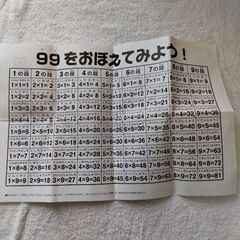 99をおぼえてみよう!
1の段 2の段 3の段 4の段 5の段 6の段 7の段 8の段 9の段
1×1=1 2×1=2 3×1=3 4×1=4 5×1=5 6×1=6 7×1=7 8×1=8 9×1=9
1×2=2 2×2=4 3×2=6 4×2=8 5×2=10 6×2=12 7×2=14 8×2=16 9×2=18
1×3=3 2×3=6 3×3=9 4×3=12 5×3=15 6×3=18 7×3=21 8×3=24 9×3=27
1×4=4 2×4=8 3×4=12 4×4=16 5×4=20 6×4=24 7×4=28 8×4=32 9×4=36
1×5=5 2×5=10 3×5=15 4×5=20 5×5=25 6×5=30 7×5=35 8×5=40 9×5=45
1×6=6 2×6=12 3×6=18 4×6=24 5×6=30 6×6=36 7×6=42 8×6=48 9×6=54
1×7=7 2×7=14 3×7=21 4×7=28 5×7=35 6×7=42 7×7=49 8×7=56 9×7=63
1×8=8 2×8=16 3×8=24 4×8=32 5×8=40 6×8=48 7×8=56 8×8=64 9×8=72
1×9=9 2×9=18 3×9=27 4×9=36 5×9=45 6×9=54 7×9=63 8×9=72 9×9=81